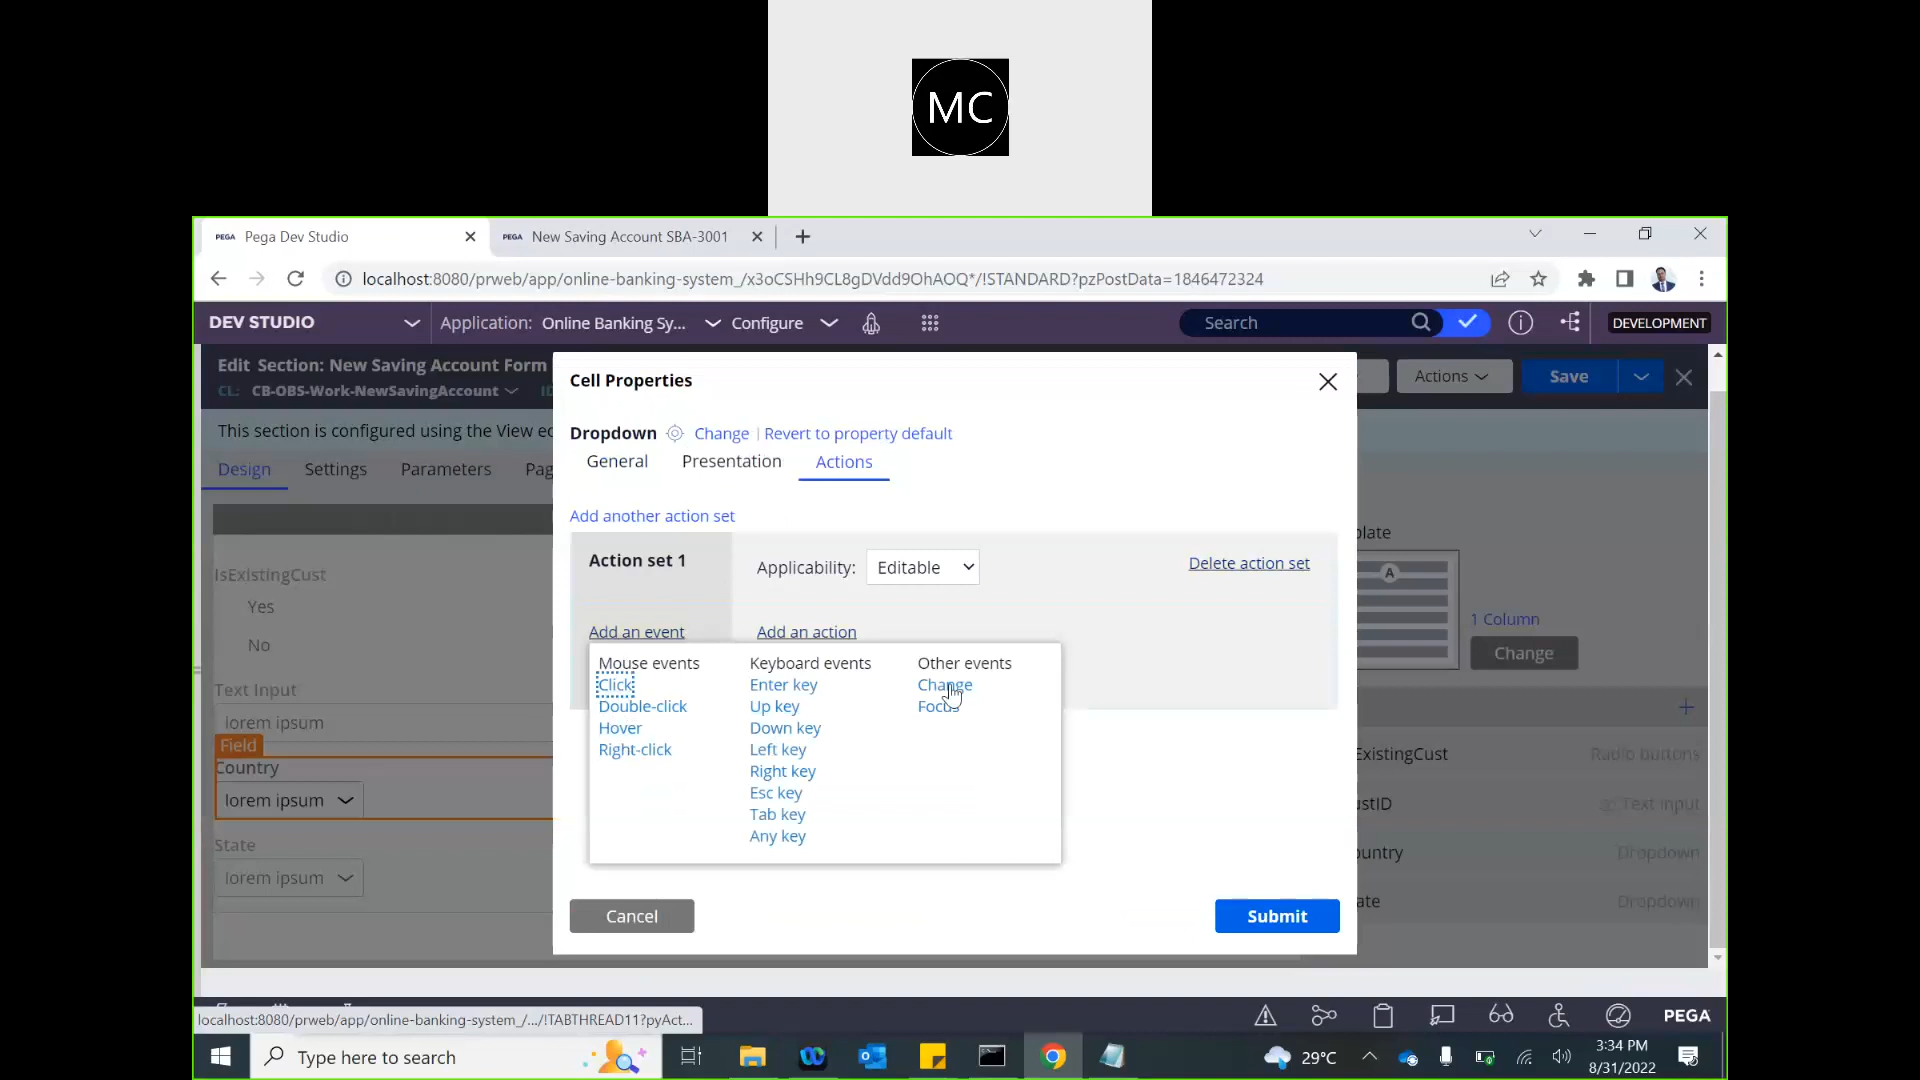 MC
PEGA Pega Dev Studio
PEGA New Saving Account SBA-3001
localhost:8080/prweb/app/online-banking-system_/x3oCSHh9CL8gDVdd9OhAOQ*/!STANDARD?pzPostData=1846472324
DEV STUDIO
Application: Online Banking Sy...
Configure
Search
DEVELOPMENT
Edit Section: New Saving Account Form
CL: CB-OBS-Work-NewSavingAccount
Actions
Save
This section is configured using the View
Design
Settings
Parameters
IsExistingCust
Yes
No
Text Input
lorem ipsum
Field
Country
lorem ipsum
State
lorem ipsum
Cell Properties
Dropdown
Change | Revert to property default
General
Presentation
Actions
Add another action set
Action set 1
Applicability: Editable
Delete action set
Add an event
Add an action
Mouse events
Click
Double-click
Hover
Right-click
Keyboard events
Enter key
Up key
Down key
Left key
Right key
Esc key
Tab key
Any key
Other events
Change
Focus
Cancel
Submit
plate
A
1 Column
Change
ExistingCust
Radio buttons
ustID
Text input
ountry
Dropdown
ate
Dropdown
localhost:8080/prweb/app/online-banking-system_/.../!TABTHREAD11?pyAct...
PEGA
Type here to search
29°C
3:34 PM
8/31/2022